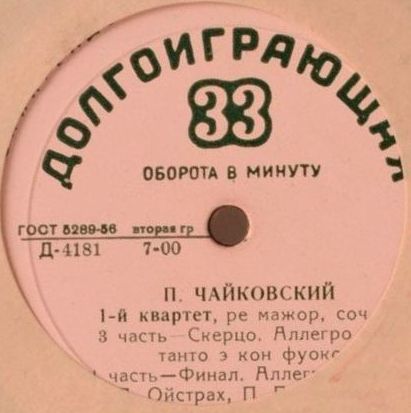 ДОЛГОИГРАЮЩАЯ
33
ОБОРОТА В МИНУТУ
ГОСТ 5289-56 вторая гр
Д-4181 7-00
П. ЧАЙКОВСКИЙ
1-й квартет, ре мажор, соч
3 часть—Скерцо. Аллегро
танто э кон фуоко
часть—Финал. Аллег
Ойстрах, П.